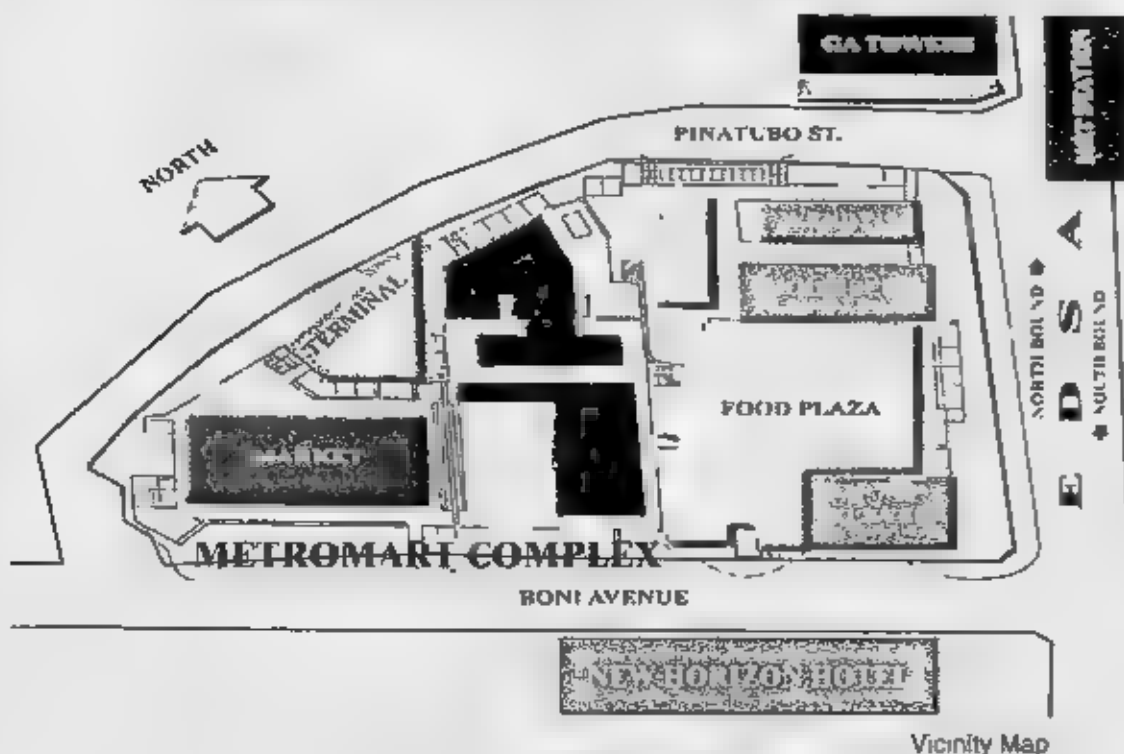 GA TOWERS
PINATUBO ST.
NORTH
TERMINAL
E D S A
NORTH BOUND
SOUTH BOUND
FOOD PLAZA
MARKET
METROMART COMPLEX
BONI AVENUE
NEW HORIZON HOTEL
Vicinity Map